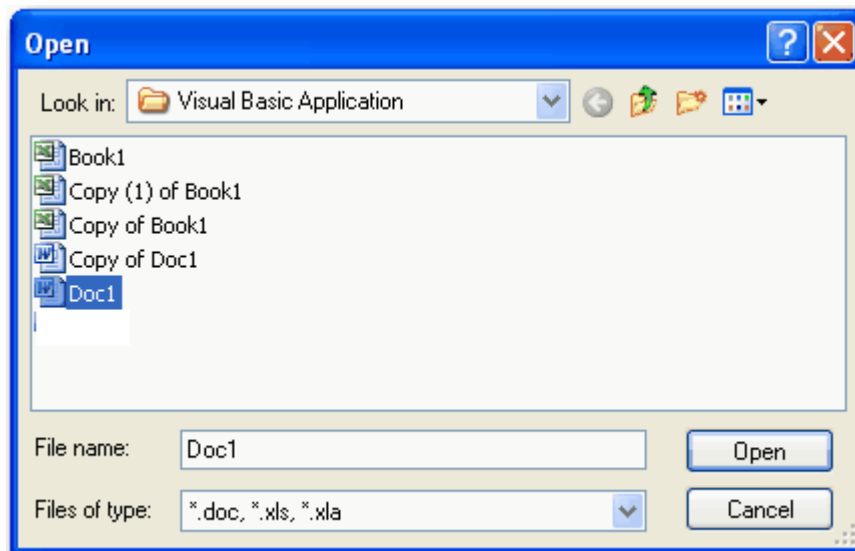 Open
Look in: Visual Basic Application
Book1
Copy (1) of Book1
Copy of Book1
Copy of Doc1
Doc1
File name: Doc1
Open
Files of type: *.doc, *.xls, *.xla
Cancel